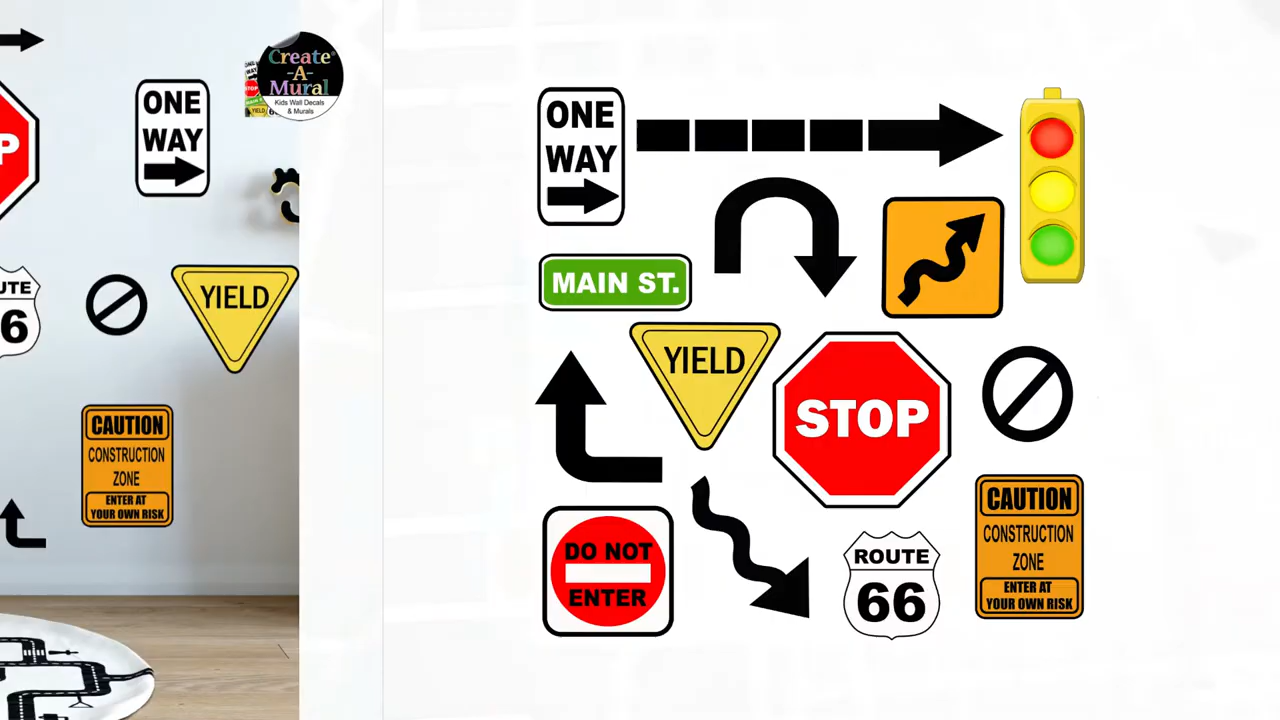 Create
-A-
Mural
Kids Wall Decals
& Murals
ONE
WAY
P
UTE
6
YIELD
CAUTION
CONSTRUCTION
ZONE
ENTER AT
YOUR OWN RISK
ONE
WAY
MAIN ST.
YIELD
STOP
DO NOT
ENTER
ROUTE
66
CAUTION
CONSTRUCTION
ZONE
ENTER AT
YOUR OWN RISK